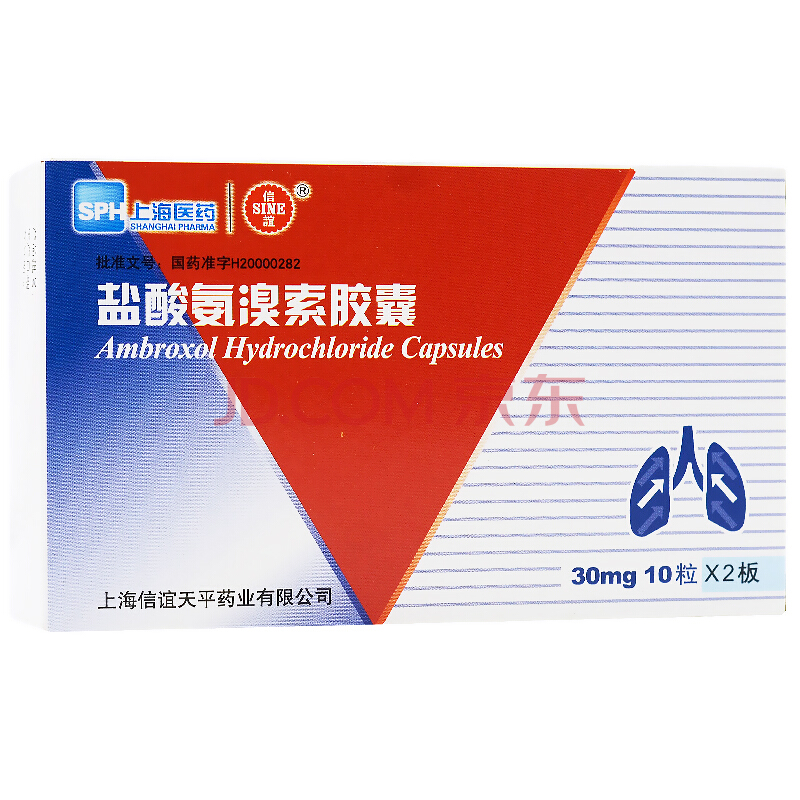 SPH 上海医药
SHANGHAI PHARMA
信
SINE
誼
®
批准文号：国药准字H20000282
盐酸氨溴索胶囊
Ambroxol Hydrochloride Capsules
JD.COM 京东
30mg 10粒 X2板
上海信谊天平药业有限公司